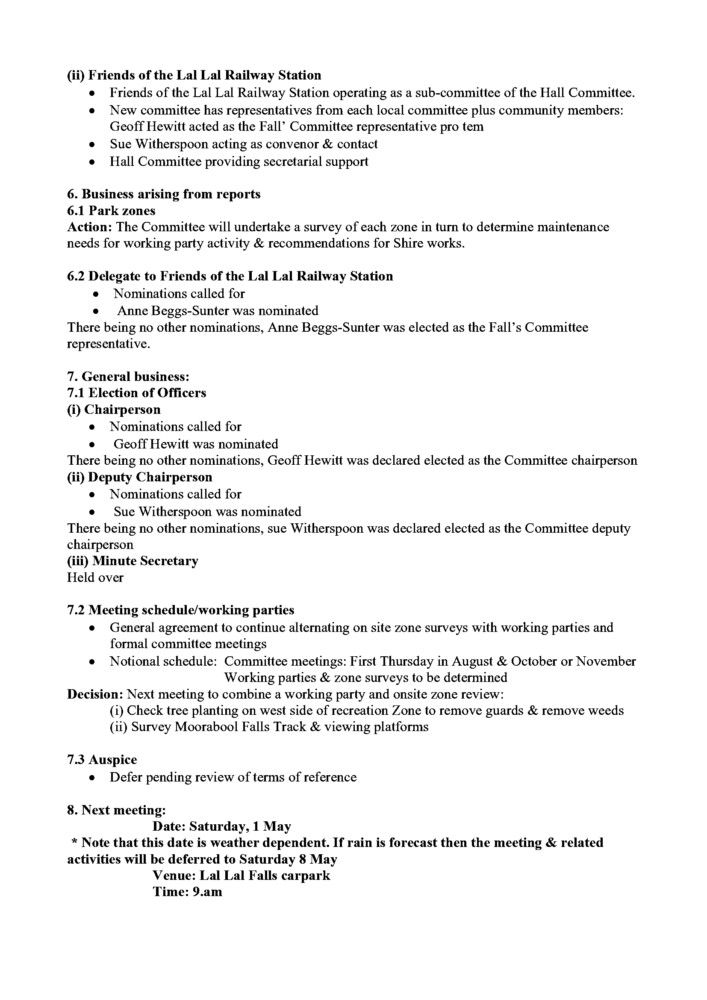 (ii) Friends of the Lal Lal Railway Station
• Friends of the Lal Lal Railway Station operating as a sub-committee of the Hall Committee.
• New committee has representatives from each local committee plus community members:
Geoff Hewitt acted as the Fall’ Committee representative pro tem
• Sue Witherspoon acting as convenor & contact
• Hall Committee providing secretarial support
6. Business arising from reports
6.1 Park zones
Action: The Committee will undertake a survey of each zone in turn to determine maintenance
needs for working party activity & recommendations for Shire works.
6.2 Delegate to Friends of the Lal Lal Railway Station
• Nominations called for
• Anne Beggs-Sunter was nominated
There being no other nominations, Anne Beggs-Sunter was elected as the Fall’s Committee
representative.
7. General business:
7.1 Election of Officers
(i) Chairperson
• Nominations called for
• Geoff Hewitt was nominated
There being no other nominations, Geoff Hewitt was declared elected as the Committee chairperson
(ii) Deputy Chairperson
• Nominations called for
• Sue Witherspoon was nominated
There being no other nominations, sue Witherspoon was declared elected as the Committee deputy
chairperson
(iii) Minute Secretary
Held over
7.2 Meeting schedule/working parties
• General agreement to continue alternating on site zone surveys with working parties and
formal committee meetings
• Notional schedule: Committee meetings: First Thursday in August & October or November
Working parties & zone surveys to be determined
Decision: Next meeting to combine a working party and onsite zone review:
(i) Check tree planting on west side of recreation Zone to remove guards & remove weeds
(ii) Survey Moorabool Falls Track & viewing platforms
7.3 Auspice
• Defer pending review of terms of reference
8. Next meeting:
Date: Saturday, 1 May
* Note that this date is weather dependent. If rain is forecast then the meeting & related
activities will be deferred to Saturday 8 May
Venue: Lal Lal Falls carpark
Time: 9.am